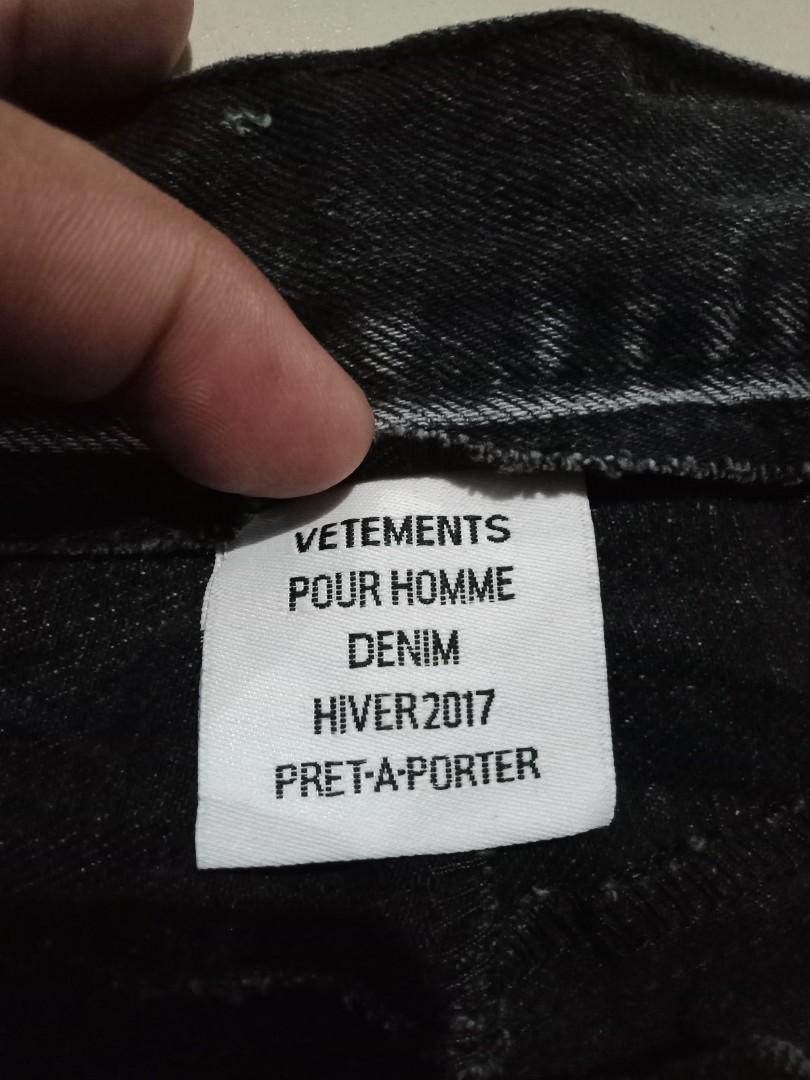 VETEMENTS
POUR HOMME
DENIM
HIVER 2017
PRET-A-PORTER